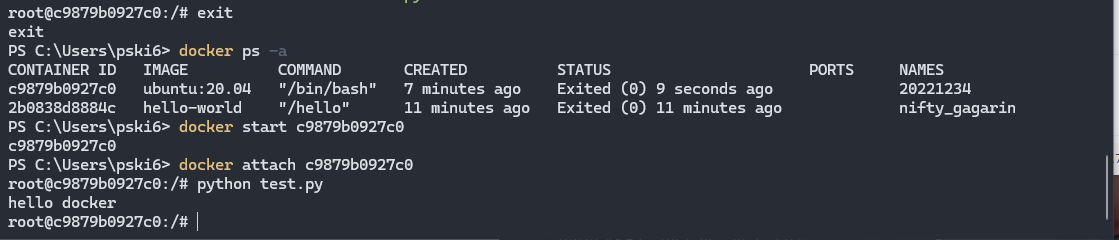 root@c9879b0927c0:/# exit
exit
PS C:\Users\pski6> docker ps -a
CONTAINER ID   IMAGE          COMMAND       CREATED          STATUS                      PORTS     NAMES
c9879b0927c0   ubuntu:20.04   "/bin/bash"   7 minutes ago    Exited (0) 9 seconds ago              20221234
2b0838d8884c   hello-world    "/hello"      11 minutes ago   Exited (0) 11 minutes ago             nifty_gagarin
PS C:\Users\pski6> docker start c9879b0927c0
c9879b0927c0
PS C:\Users\pski6> docker attach c9879b0927c0
root@c9879b0927c0:/# python test.py
hello docker
root@c9879b0927c0:/#